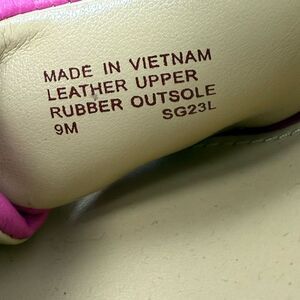 MADE IN VIETNAM
LEATHER UPPER
RUBBER OUTSOLE
9M SG23L